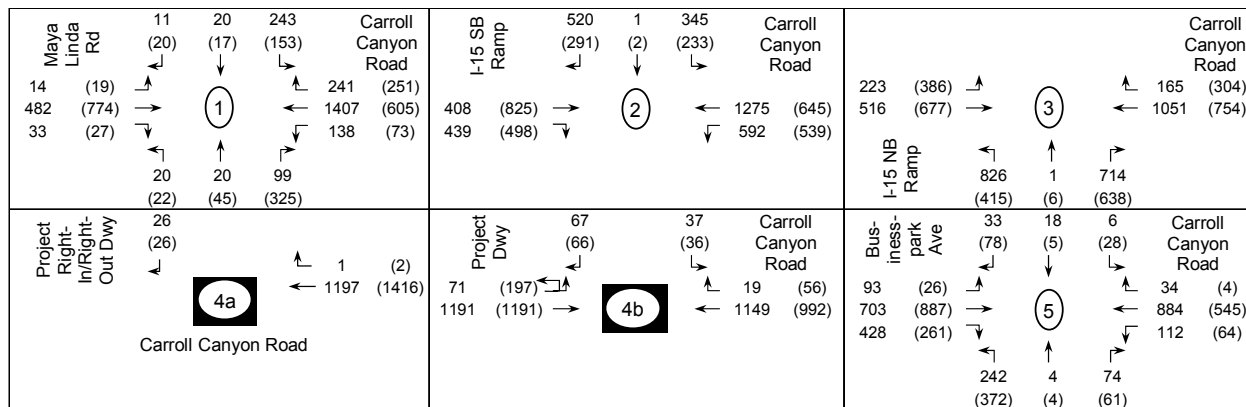 Maya
Linda
Rd
11 20 243
(20) (17) (153)
Carroll
Canyon
Road
14 (19)
482 (774)
33 (27)
1
241 (251)
1407 (605)
138 (73)
20 20 99
(22) (45) (325)
I-15 SB
Ramp
520 1 345
(291) (2) (233)
Carroll
Canyon
Road
408 (825)
439 (498)
2
1275 (645)
592 (539)
Carroll
Canyon
Road
223 (386)
516 (677)
3
165 (304)
1051 (754)
I-15 NB
Ramp
826 1 714
(415) (6) (638)
Project
Right-
In/Right-
Out Dwy
26
(26)
1 (2)
1197 (1416)
4a
Carroll Canyon Road
Project
Dwy
67 37
(66) (36)
Carroll
Canyon
Road
71 (197)
1191 (1191)
4b
19 (56)
1149 (992)
Bus-
iness-
park
Ave
33 18 6
(78) (5) (28)
Carroll
Canyon
Road
93 (26)
703 (887)
428 (261)
5
34 (4)
884 (545)
112 (64)
242 4 74
(372) (4) (61)